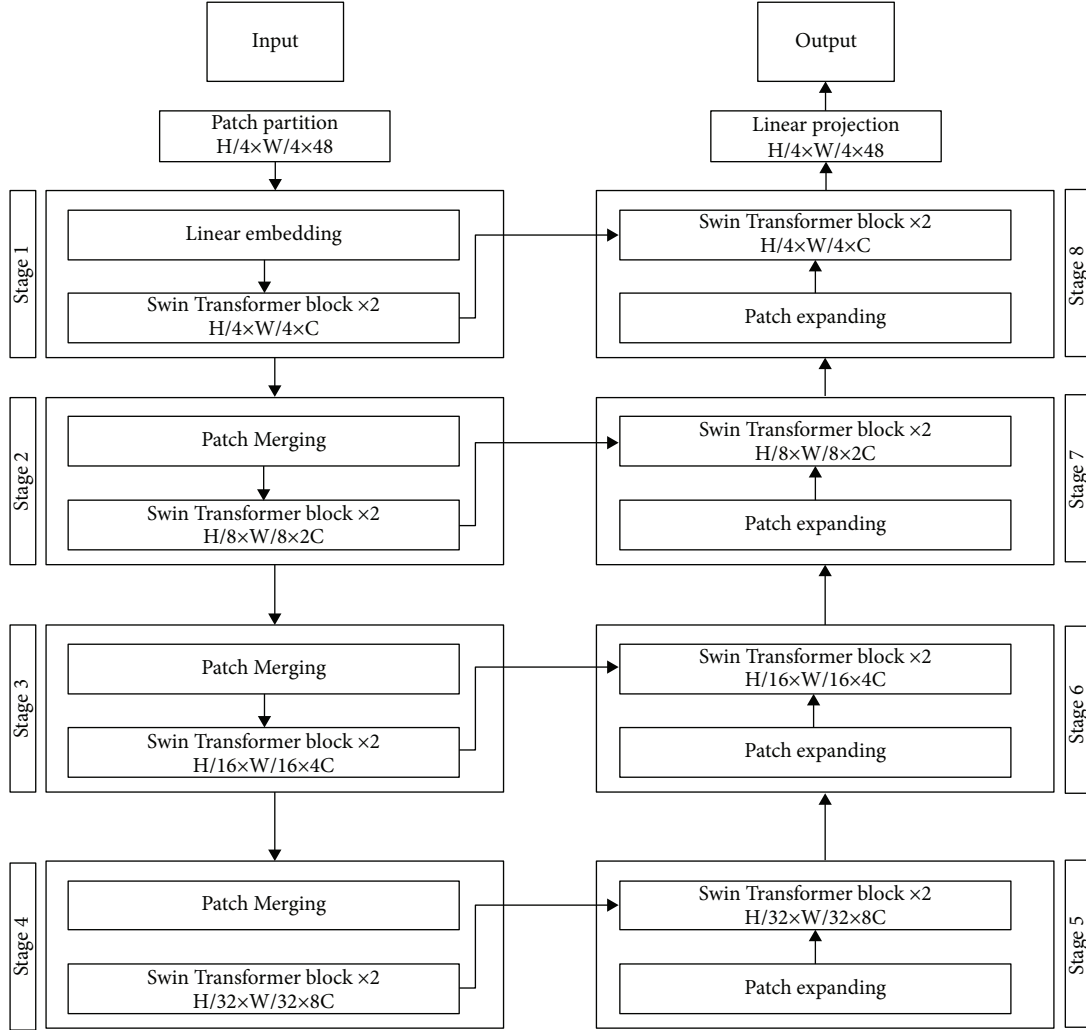 Input
Patch partition
H/4×W/4×48
Stage 1
Linear embedding
Swin Transformer block ×2
H/4×W/4×C
Stage 2
Patch Merging
Swin Transformer block ×2
H/8×W/8×2C
Stage 3
Patch Merging
Swin Transformer block ×2
H/16×W/16×4C
Stage 4
Patch Merging
Swin Transformer block ×2
H/32×W/32×8C
Output
Linear projection
H/4×W/4×48
Swin Transformer block ×2
H/4×W/4×C
Patch expanding
Stage 8
Swin Transformer block ×2
H/8×W/8×2C
Patch expanding
Stage 7
Swin Transformer block ×2
H/16×W/16×4C
Patch expanding
Stage 6
Swin Transformer block ×2
H/32×W/32×8C
Patch expanding
Stage 5